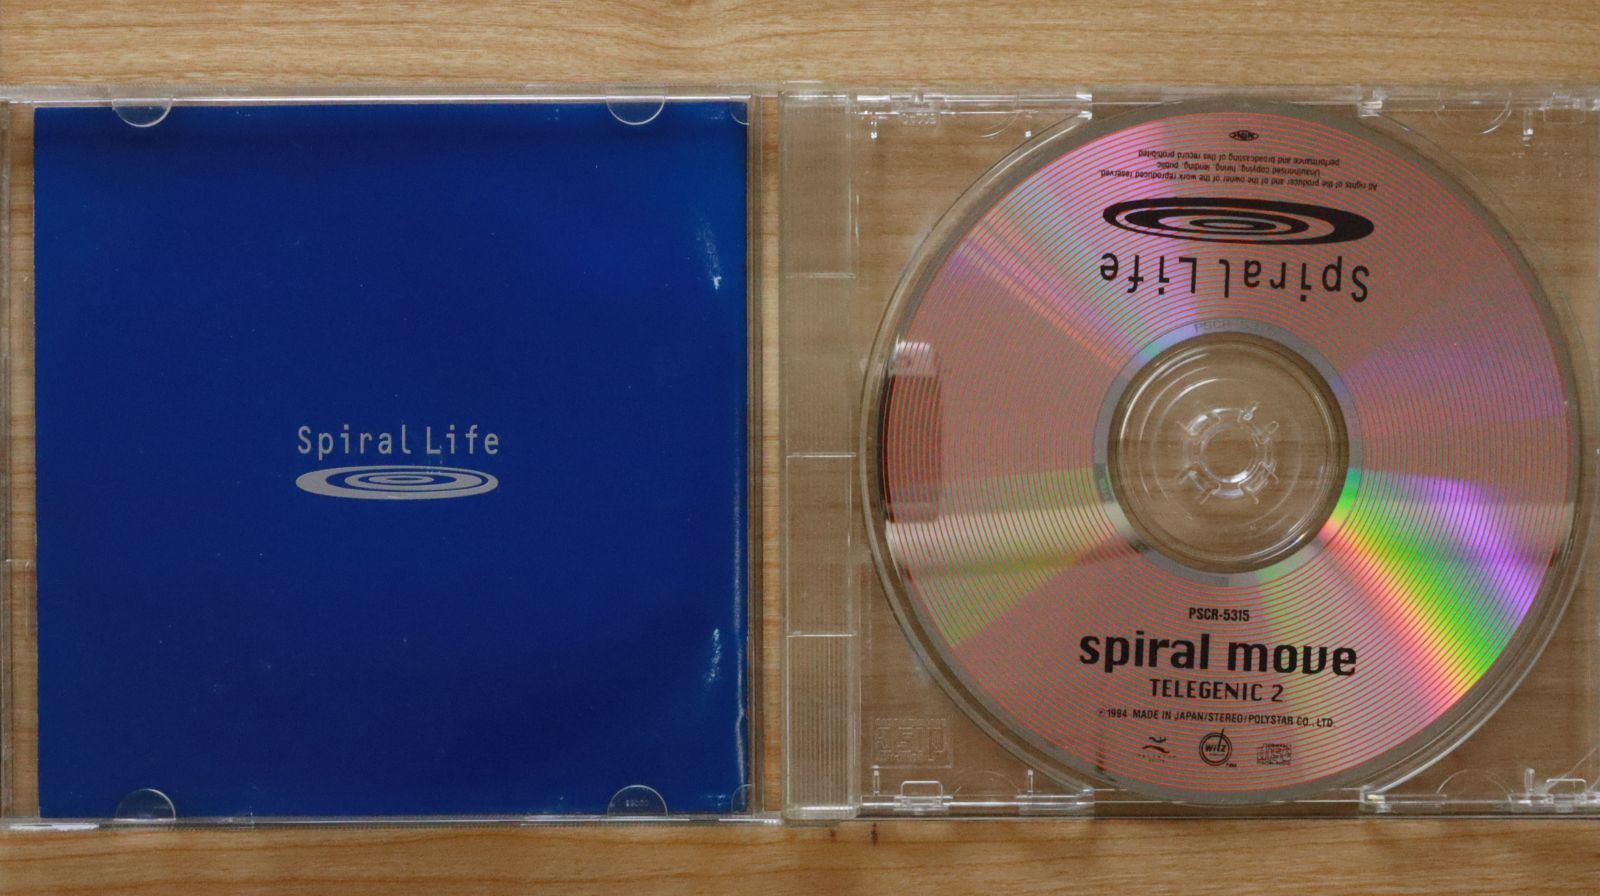 Spiral Life
All rights of the producer and of the owner of the work reproduced reserved.
Unauthorised copying, hiring, lending, public
performance and broadcasting of this record prohibited
Spiral Life
PSCR-5315
spiral move
TELEGENIC 2
℗1994 MADE IN JAPAN/STEREO/POLYSTAR CO., LTD
witz